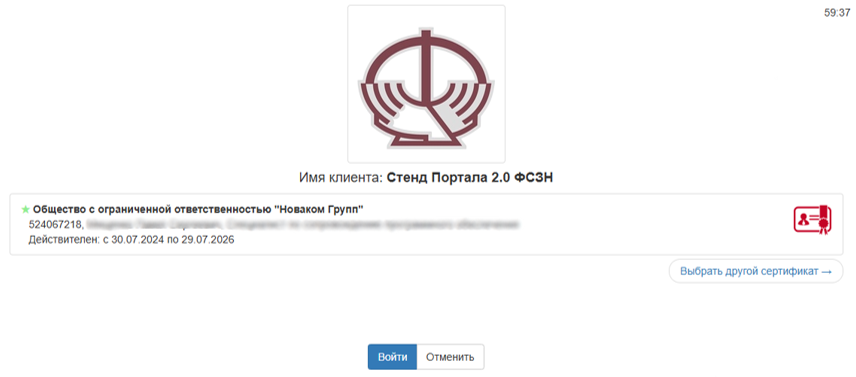 59:37
Имя клиента: Стенд Портала 2.0 ФСЗН
Общество с ограниченной ответственностью "Новаком Групп"
524067218,
Действителен: с 30.07.2024 по 29.07.2026
Выбрать другой сертификат →
Войти Отменить